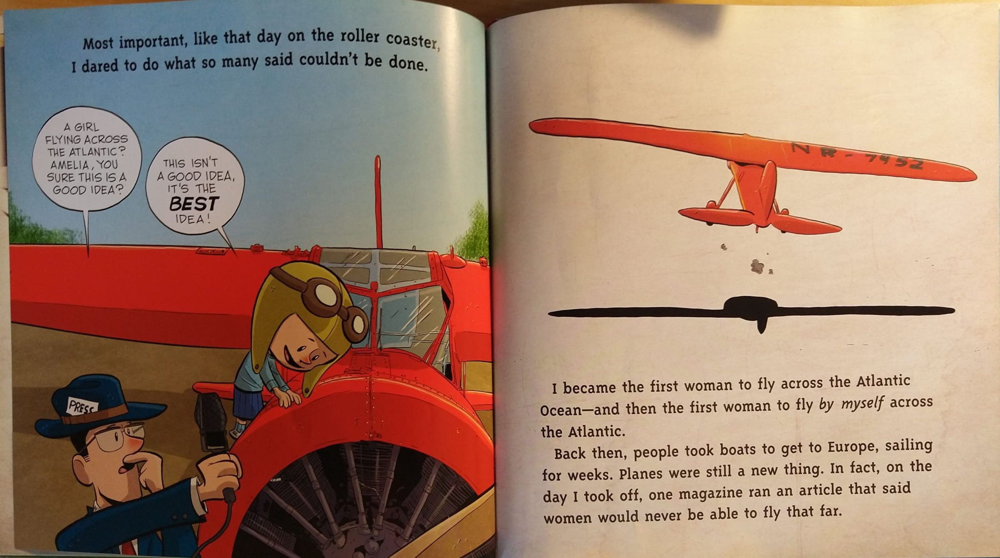 Most important, like that day on the roller coaster,
I dared to do what so many said couldn't be done.
A GIRL
FLYING ACROSS
THE ATLANTIC?
AMELIA, YOU
SURE THIS IS A
GOOD IDEA?
THIS ISN'T
A GOOD IDEA,
IT'S THE
BEST
IDEA!
PRESS
NR-7952
I became the first woman to fly across the Atlantic
Ocean—and then the first woman to fly by myself across
the Atlantic.
Back then, people took boats to get to Europe, sailing
for weeks. Planes were still a new thing. In fact, on the
day I took off, one magazine ran an article that said
women would never be able to fly that far.